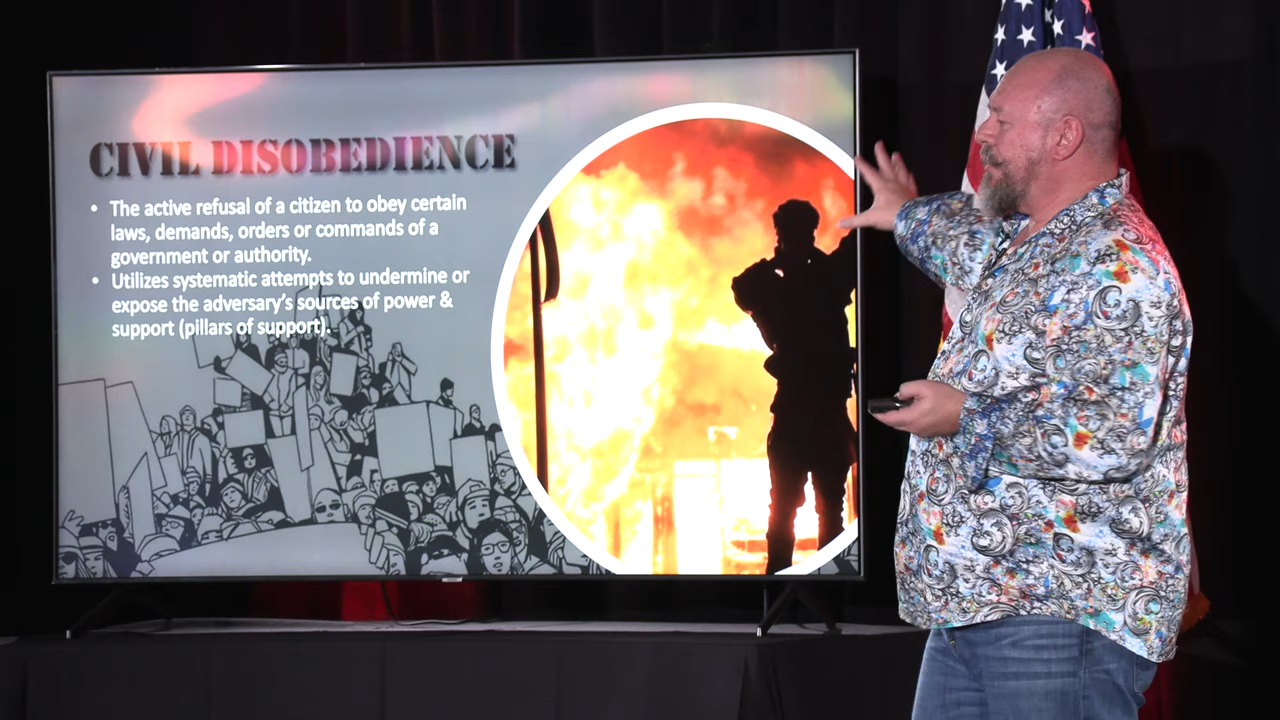 CIVIL DISOBEDIENCE
• The active refusal of a citizen to obey certain
laws, demands, orders or commands of a
government or authority.
• Utilizes systematic attempts to undermine or
expose the adversary's sources of power &
support (pillars of support).